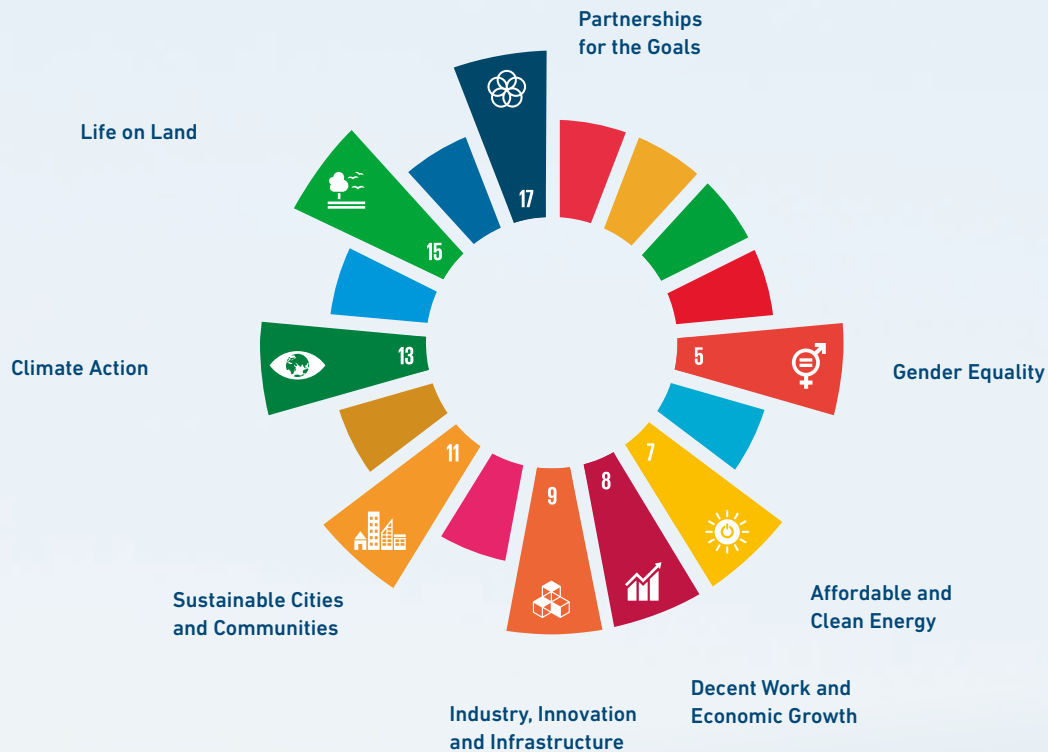 Partnerships
for the Goals
Life on Land
17
15
Climate Action
13
5
Gender Equality
11
7
9
8
Sustainable Cities
and Communities
Affordable and
Clean Energy
Decent Work and
Economic Growth
Industry, Innovation
and Infrastructure